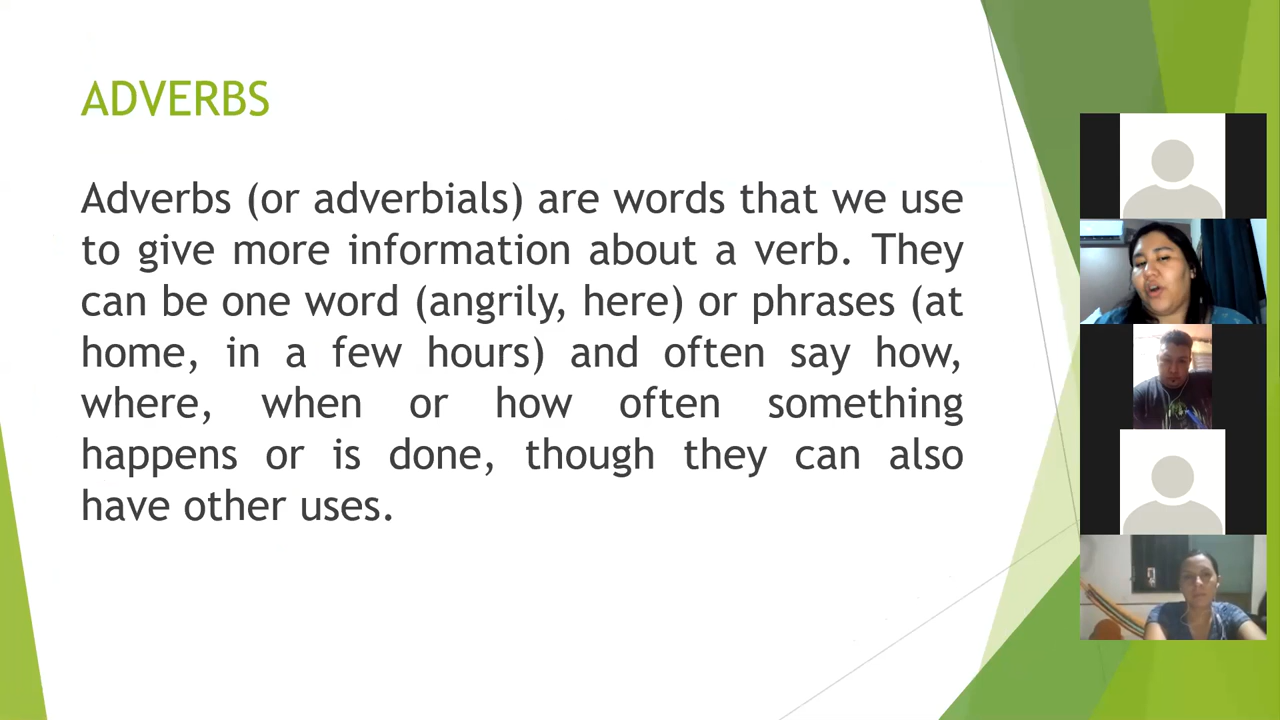 ADVERBS
Adverbs (or adverbials) are words that we use
to give more information about a verb. They
can be one word (angrily, here) or phrases (at
home, in a few hours) and often say how,
where, when or how often something
happens or is done, though they can also
have other uses.